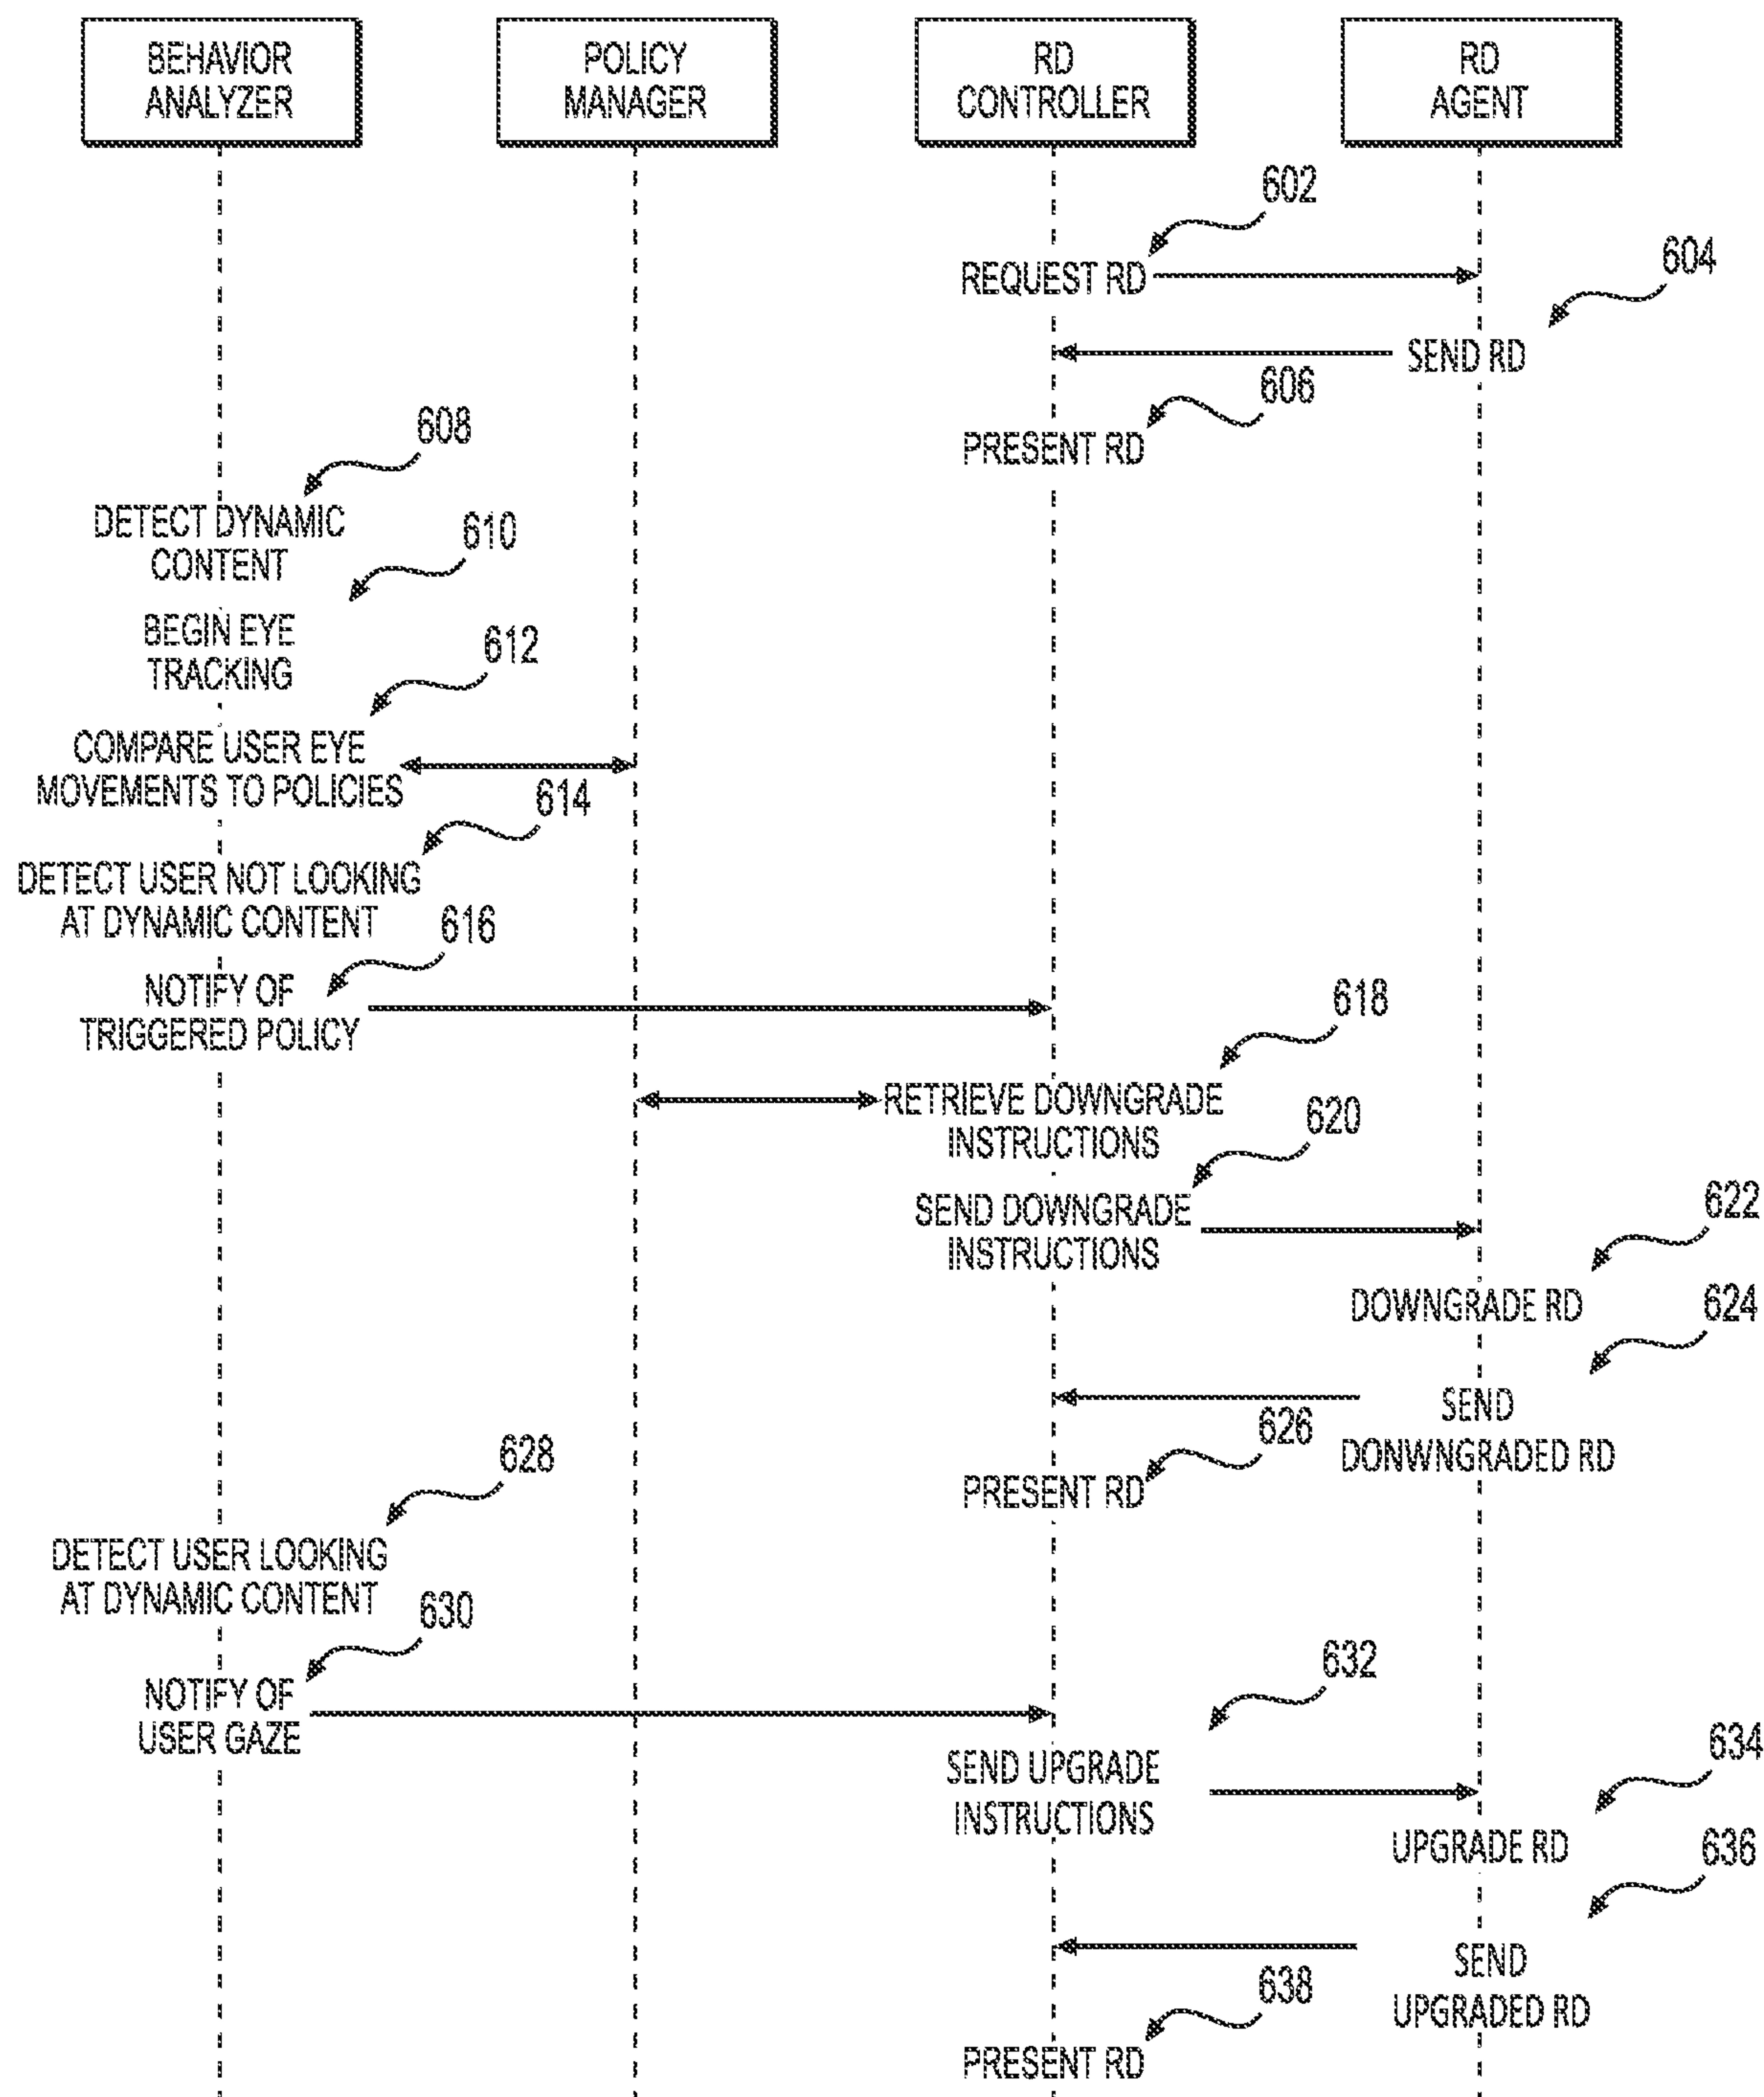 BEHAVIOR
ANALYZER
POLICY
MANAGER
RD
CONTROLLER
RD
AGENT
602
REQUEST RD
604
SEND RD
606
PRESENT RD
608
DETECT DYNAMIC
CONTENT
610
BEGIN EYE
TRACKING
612
COMPARE USER EYE
MOVEMENTS TO POLICIES
614
DETECT USER NOT LOOKING
AT DYNAMIC CONTENT
616
NOTIFY OF
TRIGGERED POLICY
618
RETRIEVE DOWNGRADE
INSTRUCTIONS
620
SEND DOWNGRADE
INSTRUCTIONS
622
DOWNGRADE RD
624
SEND
DONWNGRADED RD
626
PRESENT RD
628
DETECT USER LOOKING
AT DYNAMIC CONTENT
630
NOTIFY OF
USER GAZE
632
SEND UPGRADE
INSTRUCTIONS
634
UPGRADE RD
636
SEND
UPGRADED RD
638
PRESENT RD